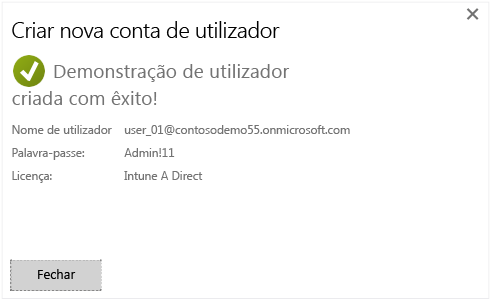 Criar nova conta de utilizador
Demonstração de utilizador
criada com êxito!
Nome de utilizador user_01@contosodemo55.onmicrosoft.com
Palavra-passe: Admin!11
Licença: Intune A Direct
Fechar